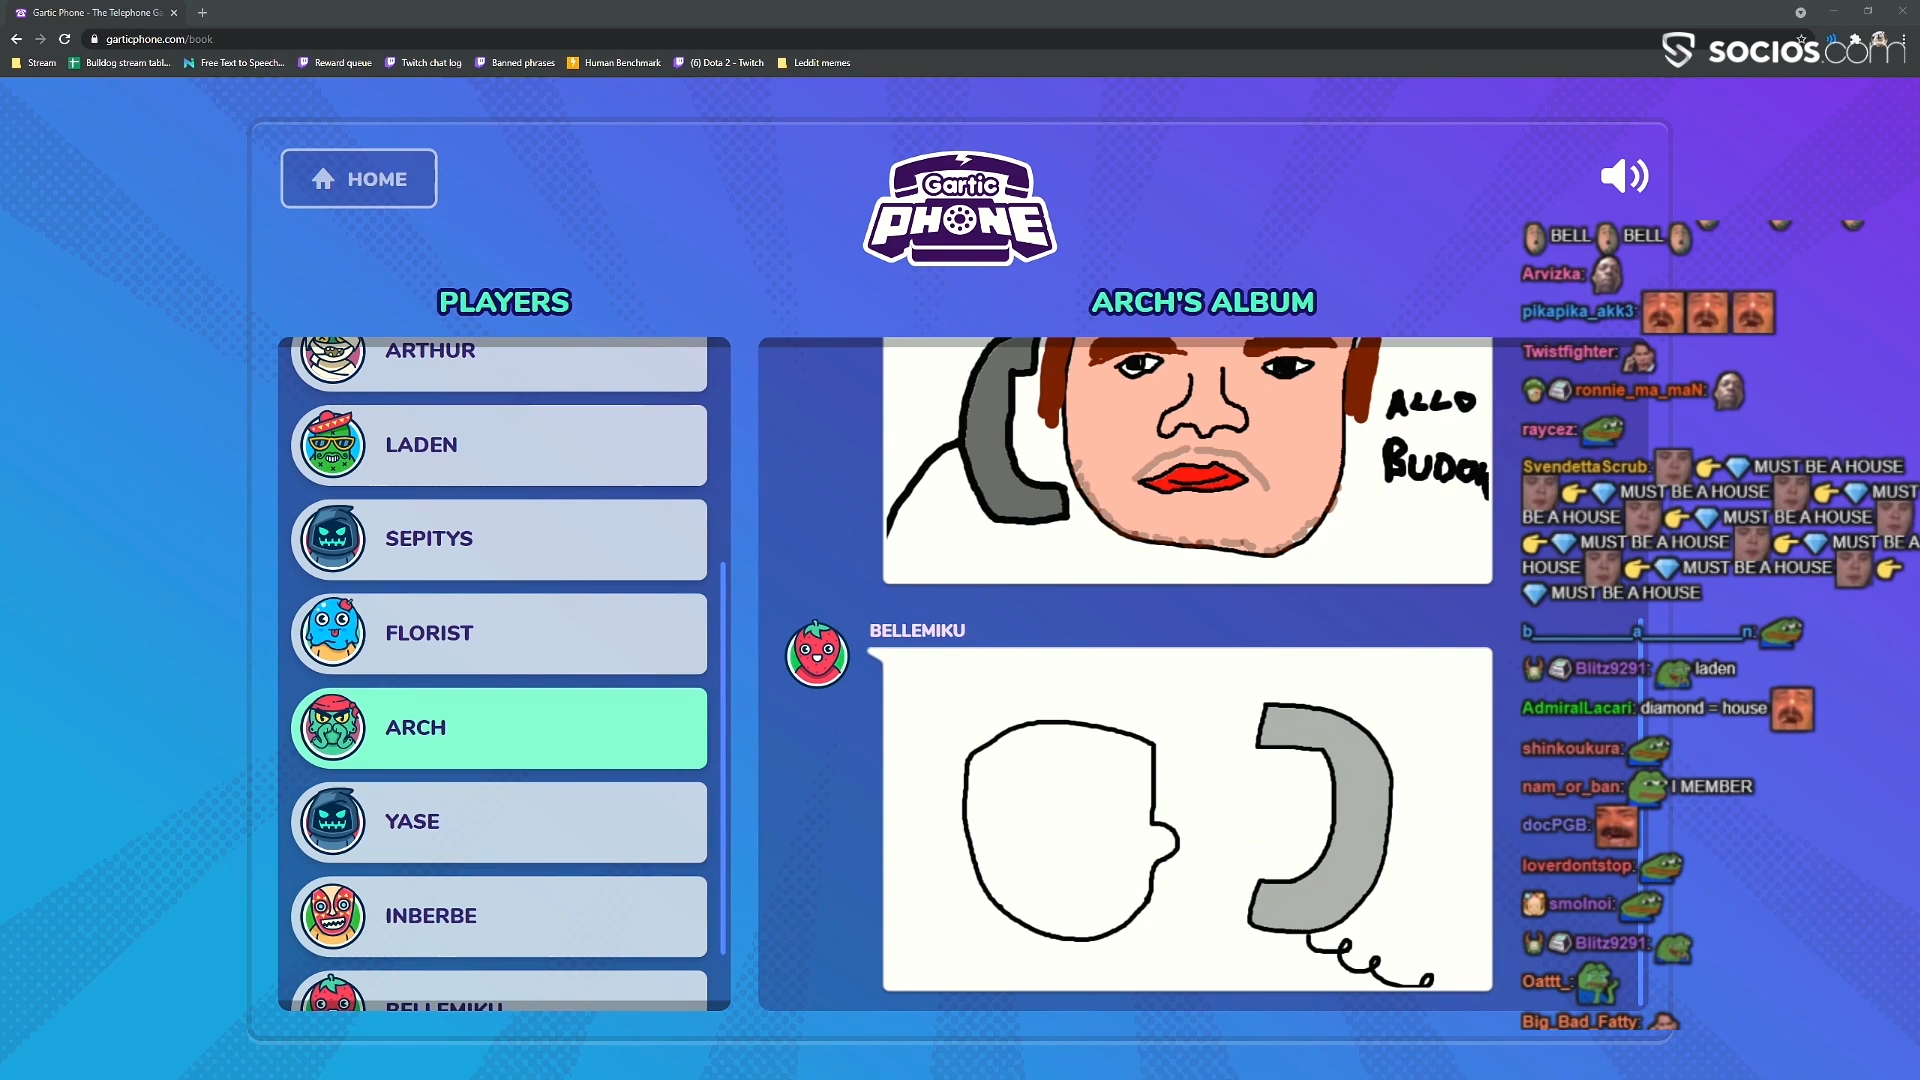 Gartic Phone - The Telephone Ga
garticphone.com/book
Stream
Bulldog stream tabl...
Free Text to Speech...
Reward queue
Twitch chat log
Banned phrases
Human Benchmark
(6) Dota 2 - Twitch
Leddit memes
SOCIOS.com
HOME
Gartic
PHONE
PLAYERS
ARTHUR
LADEN
SEPITYS
FLORIST
ARCH
YASE
INBERBE
BELLEMIKU
ARCH'S ALBUM
ALLO
BUDDY
BELLEMIKU
BELL BELL
Arvizka:
pikapika_akk3:
Twistfighter:
ronnie_ma_maN:
raycez:
SvendettaScrub: MUST BE A HOUSE
MUST BE A HOUSE MUST
BE A HOUSE MUST BE A HOUSE
MUST BE A HOUSE MUST BE A
HOUSE MUST BE A HOUSE
MUST BE A HOUSE
b__________a__________n:
Blitz9291: laden
AdmiralLacari: diamond = house
shinkoukura:
nam_or_ban: I MEMBER
docPGB:
loverdontstop:
smolnoi:
Blitz9291:
Oattt_:
Big_Bad_Fatty: